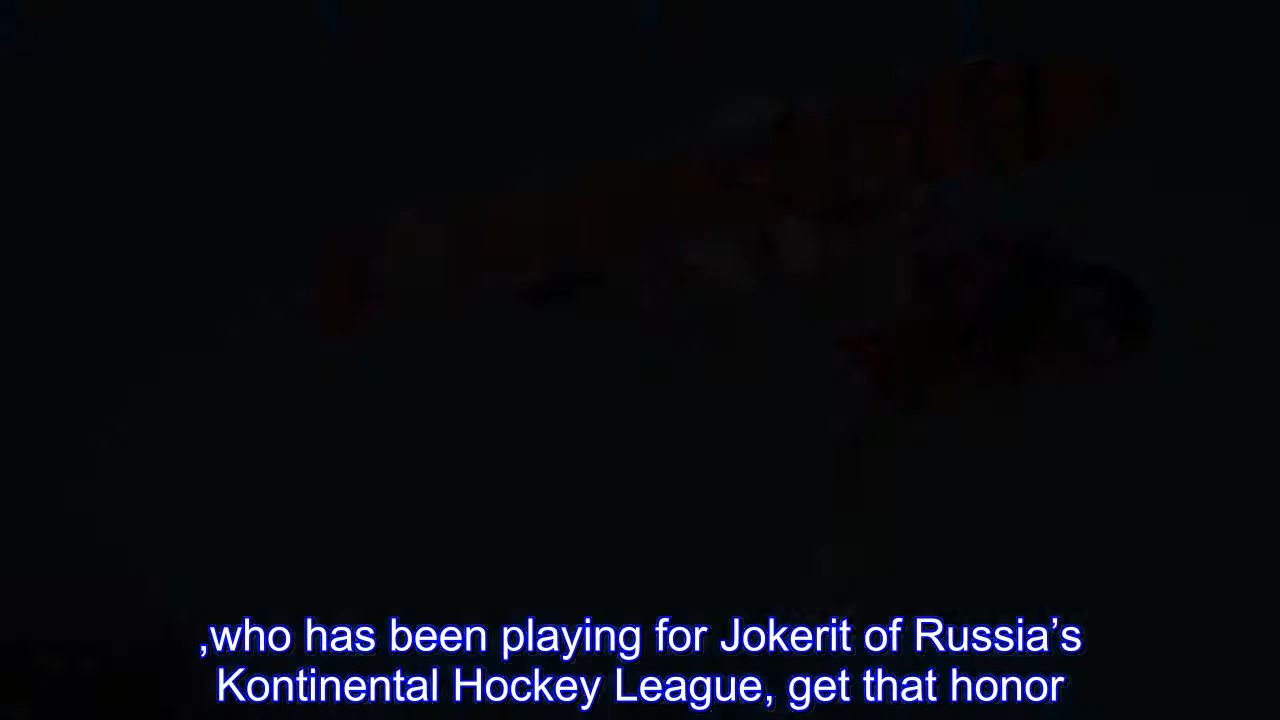 ,who has been playing for Jokerit of Russia’s
Kontinental Hockey League, get that honor